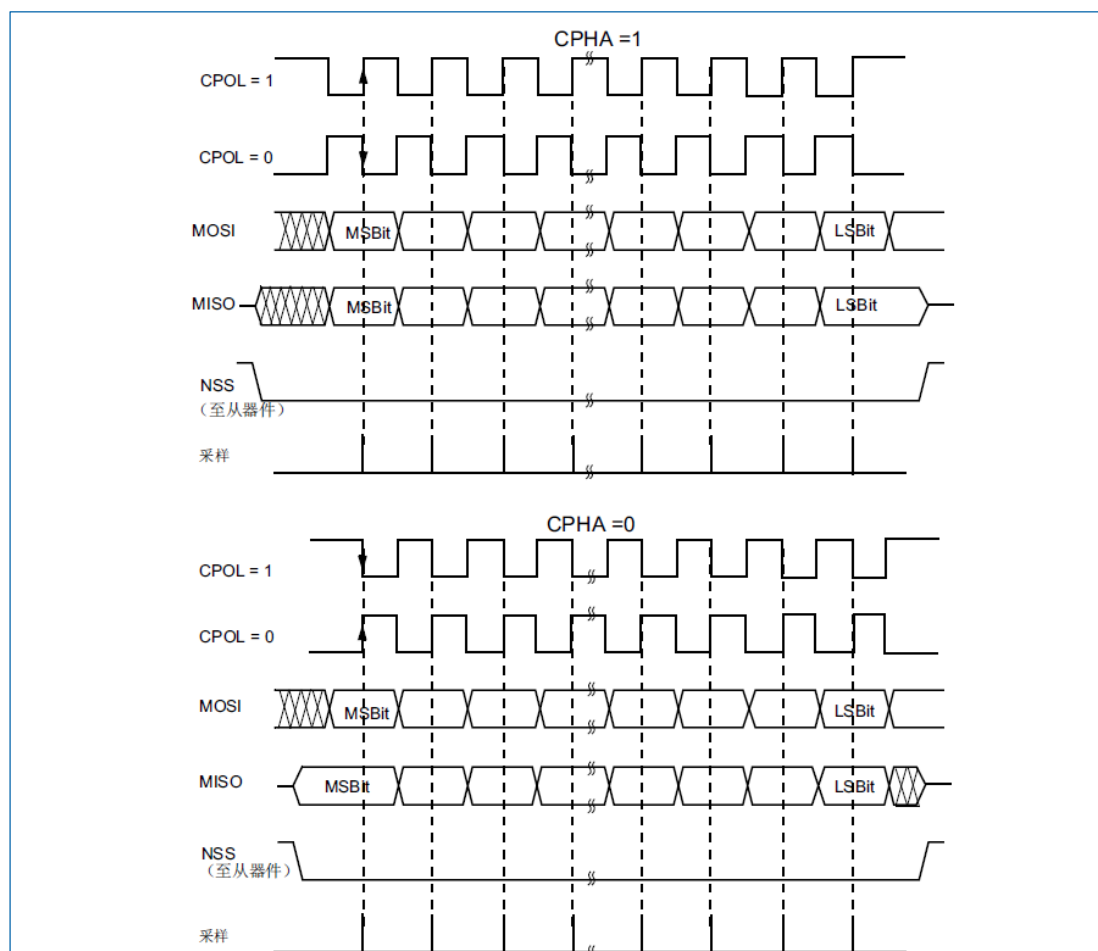 CPHA =1
CPOL = 1
CPOL = 0
MOSI
MSBit
LSBit
MISO
MSBit
LSBit
NSS
（至从器件）
采样
CPHA =0
CPOL = 1
CPOL = 0
MOSI
MSBit
LSBit
MISO
MSBit
LSBit
NSS
（至从器件）
采样